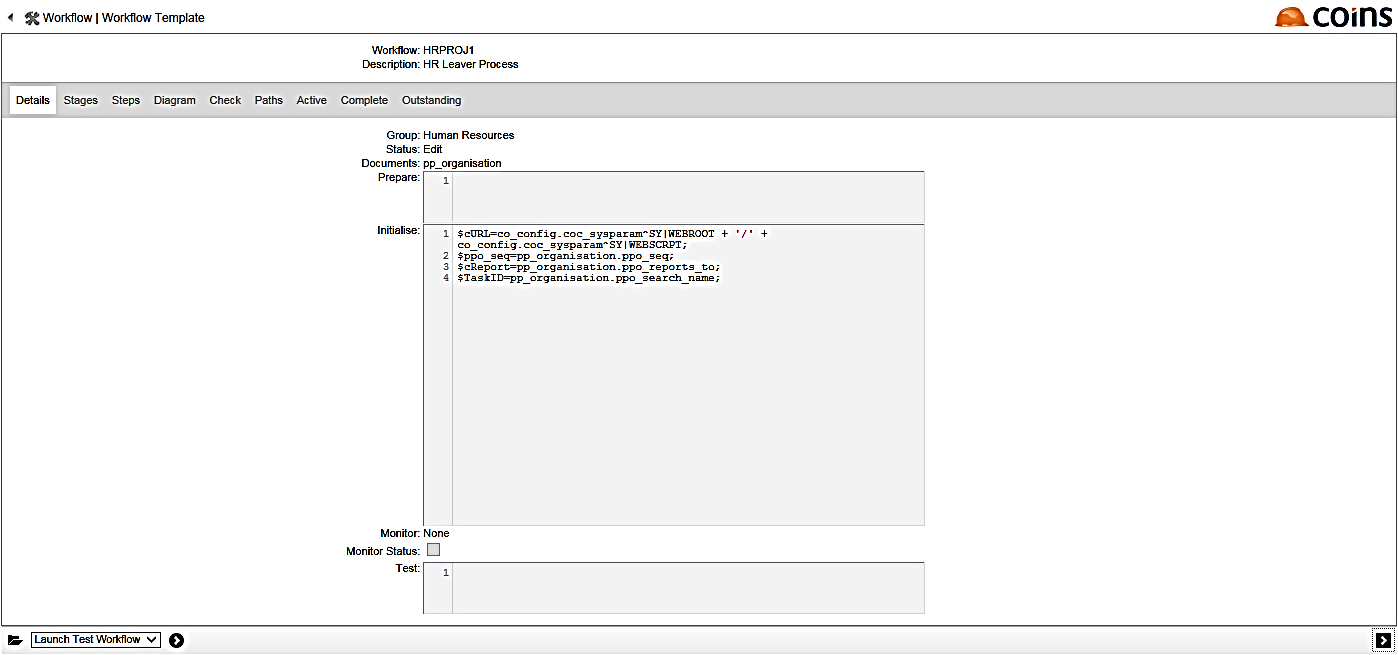 Workflow | Workflow Template
coins
Workflow: HRPROJ1
Description: HR Leaver Process
Details Stages Steps Diagram Check Paths Active Complete Outstanding
Group: Human Resources
Status: Edit
Documents: pp_organisation
Prepare:
1
Initialise:
1 $cURL=co_config.coc_sysparam^SY|WEBROOT + '/' +
co_config.coc_sysparam^SY|WEBSCRPT;
2 $ppo_seq=pp_organisation.ppo_seq;
3 $cReport=pp_organisation.ppo_reports_to;
4 $TaskID=pp_organisation.ppo_search_name;
Monitor: None
Monitor Status:
Test:
1
Launch Test Workflow